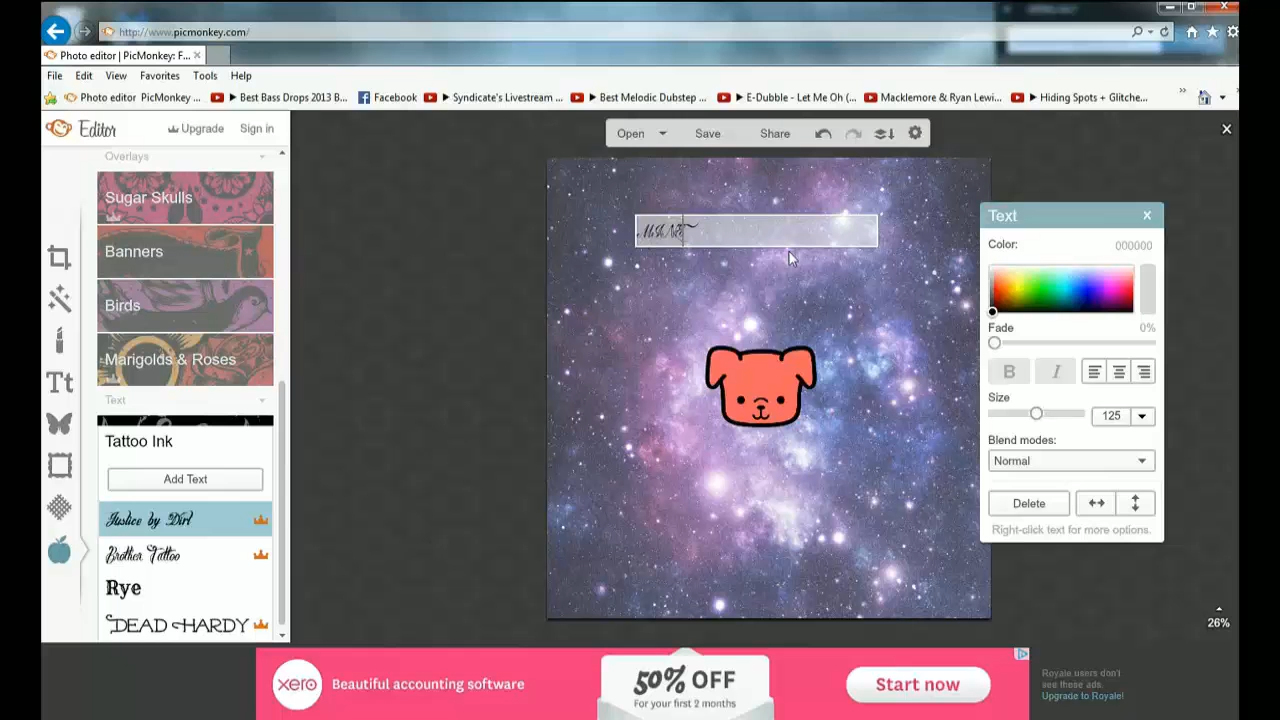 http://www.picmonkey.com/
Photo editor | PicMonkey: F...
File Edit View Favorites Tools Help
Photo editor PicMonkey ... Best Bass Drops 2013 B... Facebook Syndicate's Livestream ... Best Melodic Dubstep ... E-Dubble - Let Me Oh (... Macklemore & Ryan Lewi... Hiding Spots + Glitche...
Editor Upgrade Sign in
Open Save Share
Overlays
Sugar Skulls
Banners
Birds
Marigolds & Roses
Text
Tattoo Ink
Add Text
Justice by Dirl
Brother Tattoo
Rye
DEAD HARDY
Text
Color: 000000
Fade 0%
B I
Size
125
Blend modes:
Normal
Delete
Right-click text for more options.
26%
xero Beautiful accounting software
50% OFF
For your first 2 months
Start now
Royale users don't
see these ads.
Upgrade to Royale!